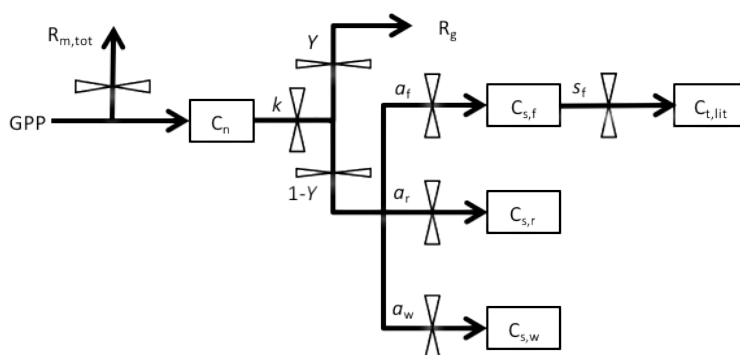 R_m,tot
Y
R_g
GPP
C_n
k
a_f
C_s,f
s_f
C_t,lit
1-Y
a_r
C_s,r
a_w
C_s,w